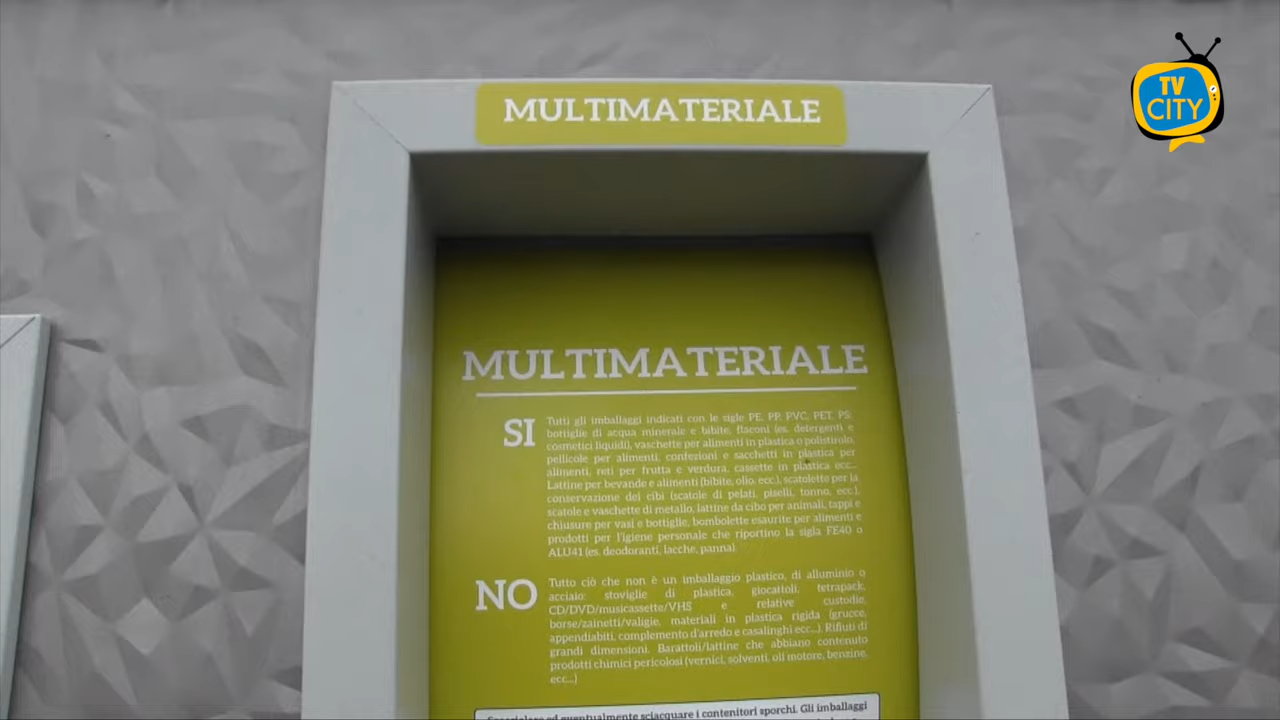 MULTIMATERIALE
TV
CITY
MULTIMATERIALE
SI
Tutti gli imballaggi indicati con le sigle PE, PP, PVC, PET, PS:
bottiglie di acqua minerale e bibite, flaconi (es. detergenti e
cosmetici liquidi), vaschette per alimenti in plastica o polistirolo,
pellicole per alimenti, confezioni e sacchetti in plastica per
alimenti, reti per frutta e verdura, cassette in plastica ecc...
Lattine per bevande e alimenti (bibite, olio, ecc.), scatolette per la
conservazione dei cibi (scatole di pelati, piselli, tonno, ecc.),
scatole e vaschette di metallo, lattine da cibo per animali, tappi e
chiusure per vasi e bottiglie, bombolette esaurite per alimenti e
prodotti per l'igiene personale che riportino la sigla FE40 o
ALU41 (es. deodoranti, lacche, panna).
NO
Tutto ciò che non è un imballaggio plastico, di alluminio o
acciaio: stoviglie di plastica, giocattoli, tetrapack,
CD/DVD/musicassette/VHS e relative custodie,
borse/zainetti/valigie, materiali in plastica rigida (grucce,
appendiabiti, complemento d'arredo e casalinghi ecc...). Rifiuti di
grandi dimensioni. Barattoli/lattine che abbiano contenuto
prodotti chimici pericolosi (vernici, solventi, oli motore, benzine,
ecc...)
ed eventualmente sciacquare i contenitori sporchi. Gli imballaggi